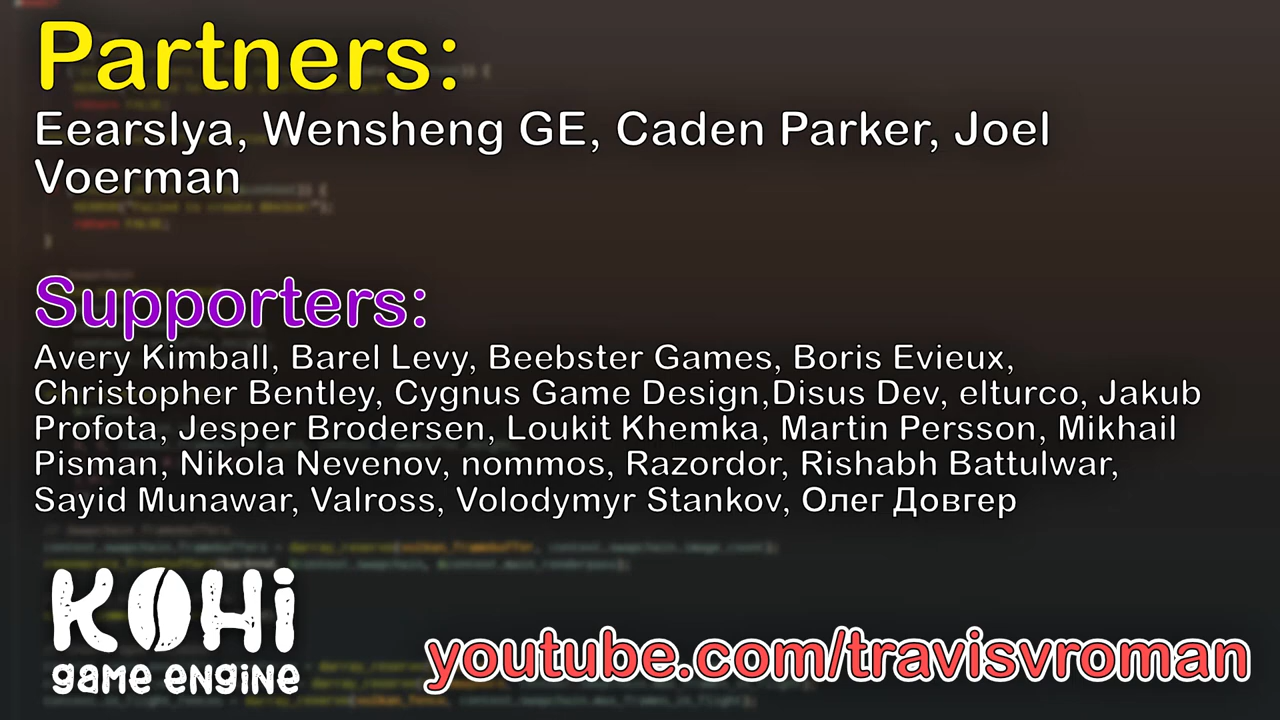 Partners:
Eearslya, Wensheng GE, Caden Parker, Joel
Voerman
Supporters:
Avery Kimball, Barel Levy, Beebster Games, Boris Evieux,
Christopher Bentley, Cygnus Game Design,Disus Dev, elturco, Jakub
Profota, Jesper Brodersen, Loukit Khemka, Martin Persson, Mikhail
Pisman, Nikola Nevenov, nommos, Razordor, Rishabh Battulwar,
Sayid Munawar, Valross, Volodymyr Stankov, Олег Довгер
KOHi
game engine
youtube.com/travisvroman